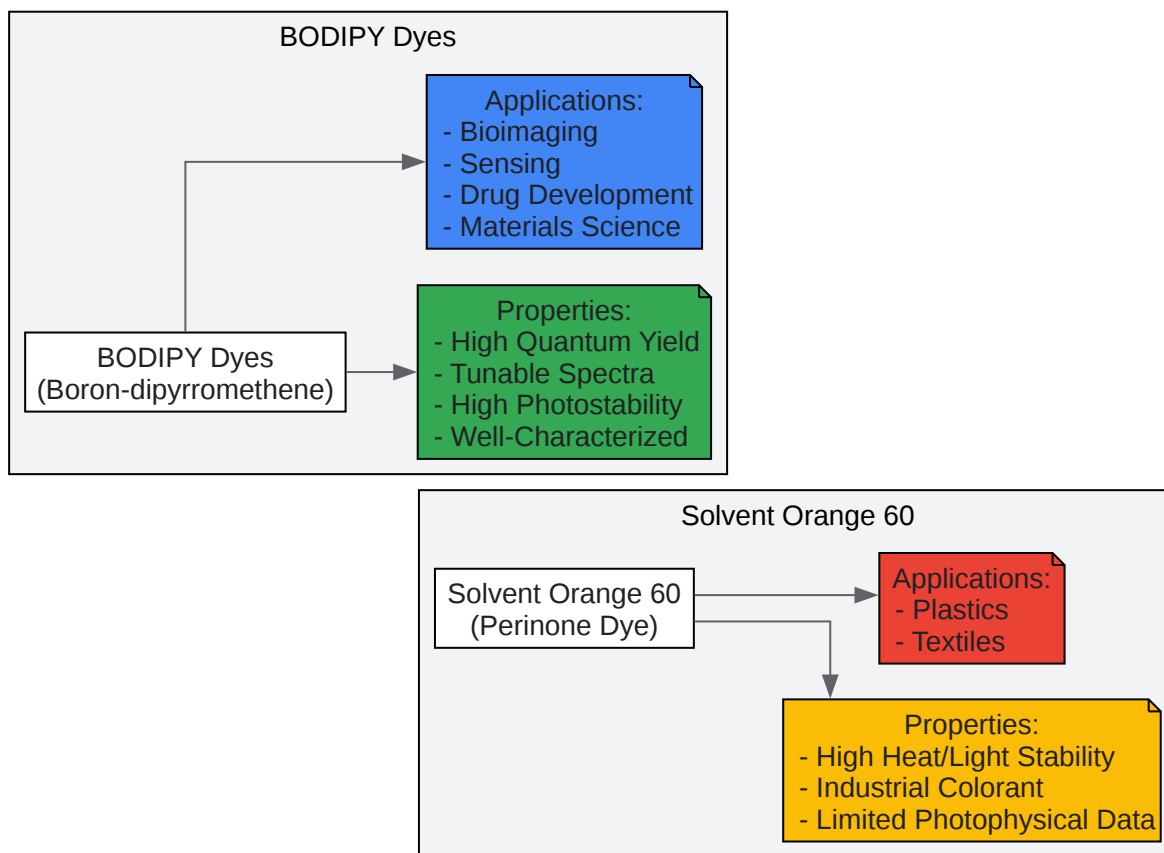 BODIPY Dyes
Applications:
- Bioimaging
- Sensing
- Drug Development
- Materials Science
BODIPY Dyes
(Boron-dipyrromethene)
Properties:
- High Quantum Yield
- Tunable Spectra
- High Photostability
- Well-Characterized
Solvent Orange 60
Solvent Orange 60
(Perinone Dye)
Applications:
- Plastics
- Textiles
Properties:
- High Heat/Light Stability
- Industrial Colorant
- Limited Photophysical Data